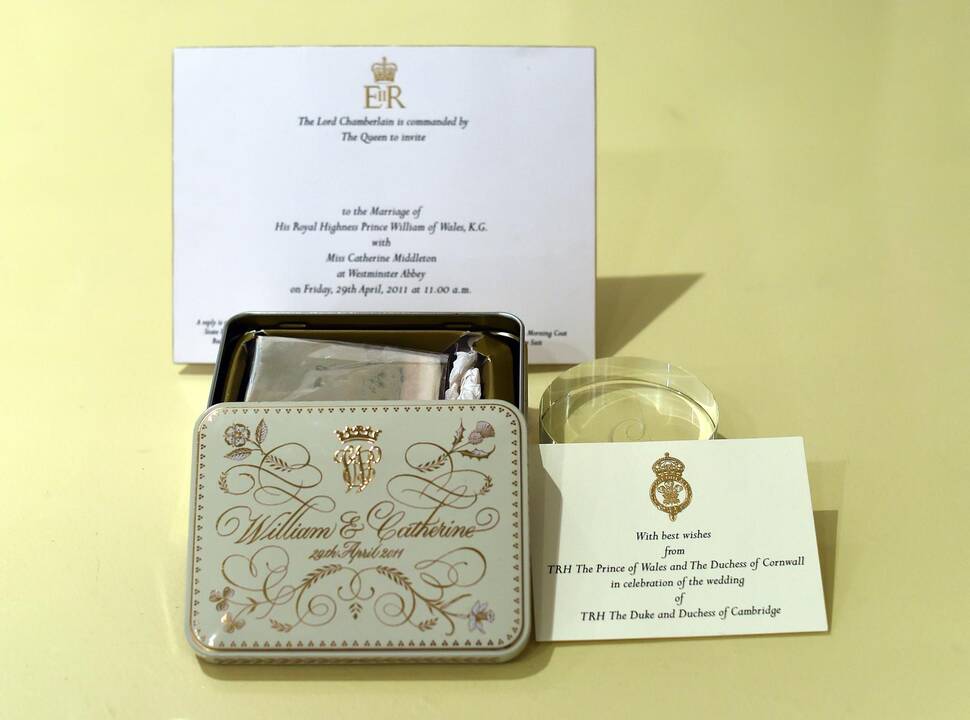 EIIR
The Lord Chamberlain is commanded by
The Queen to invite
to the Marriage of
His Royal Highness Prince William of Wales, K.G.
with
Miss Catherine Middleton
at Westminster Abbey
on Friday, 29th April, 2011 at 11.00 a.m.
A reply is
Morning Coat
Suit
William & Catherine
29th April 2011
With best wishes
from
TRH The Prince of Wales and The Duchess of Cornwall
in celebration of the wedding
of
TRH The Duke and Duchess of Cambridge